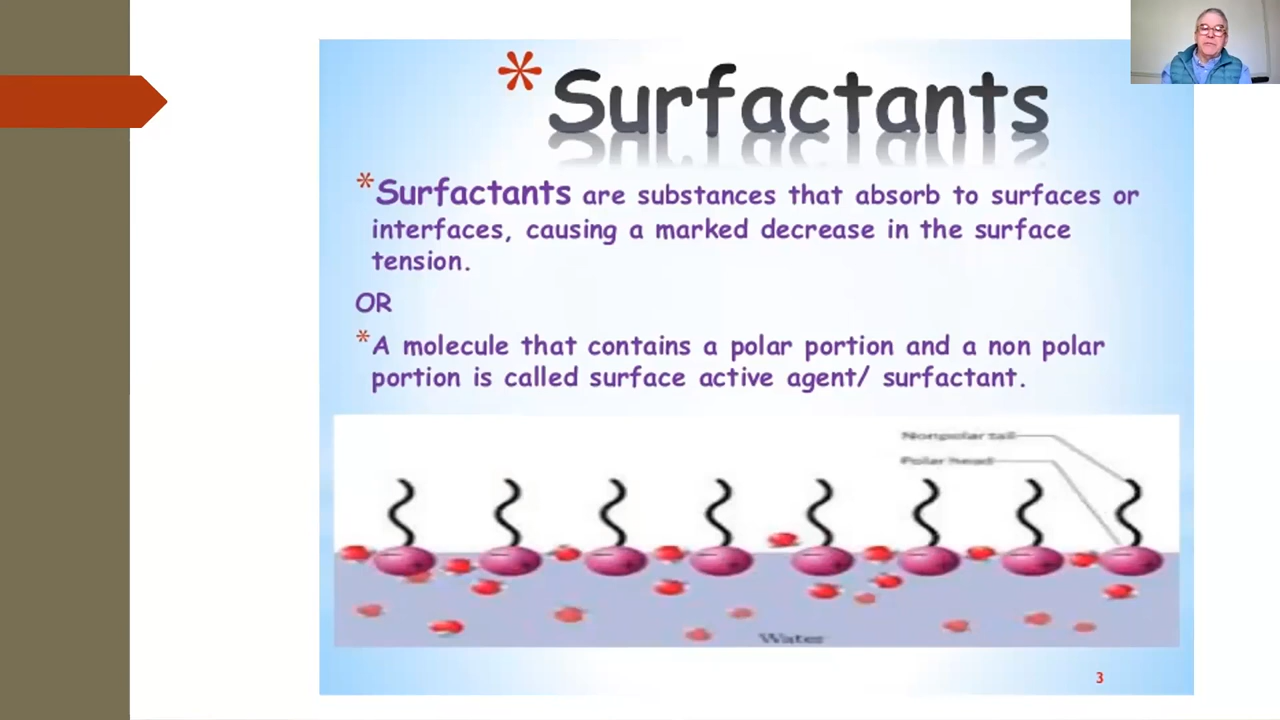 * Surfactants
*Surfactants are substances that absorb to surfaces or
interfaces, causing a marked decrease in the surface
tension.
OR
*A molecule that contains a polar portion and a non polar
portion is called surface active agent/ surfactant.
Nonpolar tail
Polar head
Water
3